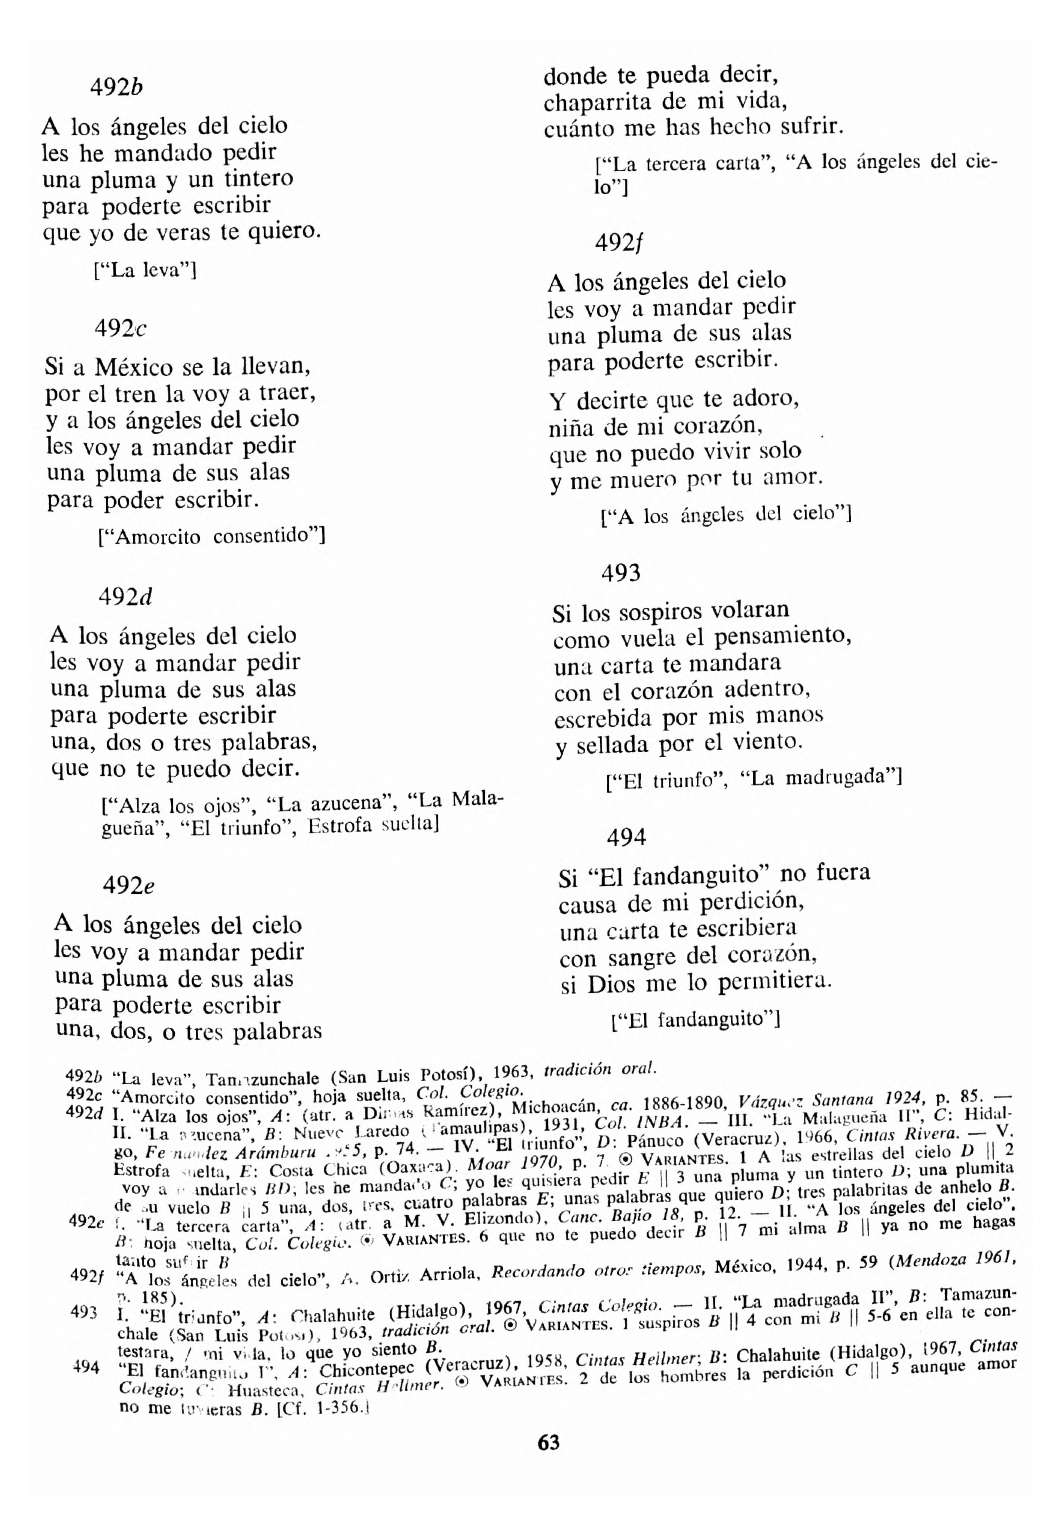 492b
A los ángeles del cielo
les he mandado pedir
una pluma y un tintero
para poderte escribir
que yo de veras te quiero.
[“La leva”]
492c
Si a México se la llevan,
por el tren la voy a traer,
y a los ángeles del cielo
les voy a mandar pedir
una pluma de sus alas
para poder escribir.
[“Amorcito consentido”]
492d
A los ángeles del cielo
les voy a mandar pedir
una pluma de sus alas
para poderte escribir
una, dos o tres palabras,
que no te puedo decir.
[“Alza los ojos”, “La azucena”, “La Mala-
gueña”, “El triunfo”, Estrofa suelta]
492e
A los ángeles del cielo
les voy a mandar pedir
una pluma de sus alas
para poderte escribir
una, dos, o tres palabras
donde te pueda decir,
chaparrita de mi vida,
cuánto me has hecho sufrir.
[“La tercera carta”, “A los ángeles del cie-
lo”]
492f
A los ángeles del cielo
les voy a mandar pedir
una pluma de sus alas
para poderte escribir.
Y decirte que te adoro,
niña de mi corazón,
que no puedo vivir solo
y me muero por tu amor.
[“A los ángeles del cielo”]
493
Si los sospiros volaran
como vuela el pensamiento,
una carta te mandara
con el corazón adentro,
escrebida por mis manos
y sellada por el viento.
[“El triunfo”, “La madrugada”]
494
Si “El fandanguito” no fuera
causa de mi perdición,
una carta te escribiera
con sangre del corazón,
si Dios me lo permitiera.
[“El fandanguito”]
492b “La leva”, Tamazunchale (San Luis Potosí), 1963, tradición oral.
492c “Amorcito consentido”, hoja suelta, Col. Colegio.
492d I. “Alza los ojos”, A: (atr. a Ramírez), Michoacán, ca. 1886-1890, Vázquez Santana 1924, p. 85. —
II. “La azucena”, B: Nuevo Laredo (Tamaulipas), 1931, Col. INBA. — III. “La Malagueña II”, C: Hidal-
go, Fernández Arámburu p. 74. — IV. “El triunfo”, D: Pánuco (Veracruz), 1966, Cintas Rivera. — V.
Estrofa suelta, E: Costa Chica (Oaxaca). Moar 1970, p. 7. ⦿ VARIANTES. 1 A las estrellas del cielo D || 2
voy a mandarles BD; les he mandado C; yo les quisiera pedir E || 3 una pluma y un tintero D; una plumita
de su vuelo B || 5 una, dos, tres, cuatro palabras E; unas palabras que quiero D; tres palabritas de anhelo B.
492e I. “La tercera carta”, A: (atr. a M. V. Elizondo), Canc. Bajío 18, p. 12. — II. “A los ángeles del cielo”,
B: hoja suelta, Col. Colegio. ⦿ VARIANTES. 6 que no te puedo decir B || 7 mi alma B || ya no me hagas
tanto sufrir B
492f “A los ángeles del cielo”, A. Ortiz Arriola, Recordando otros tiempos, México, 1944, p. 59 (Mendoza 1961,
p. 185).
493 I. “El triunfo”, A: Chalahuite (Hidalgo), 1967, Cintas Colegio. — II. “La madrugada II”, B: Tamazun-
chale (San Luis Potosí), 1963, tradición oral. ⦿ VARIANTES. 1 suspiros B || 4 con mi B || 5-6 en ella te con-
testara, / mi vida, lo que yo siento B.
494 “El fandanguito I”, A: Chicontepec (Veracruz), 1958, Cintas Hellmer; B: Chalahuite (Hidalgo), 1967, Cintas
Colegio; C: Huasteca, Cintas Hellmer. ⦿ VARIANTES. 2 de los hombres la perdición C || 5 aunque amor
no me tuvieras B. [Cf. 1-356.]
63